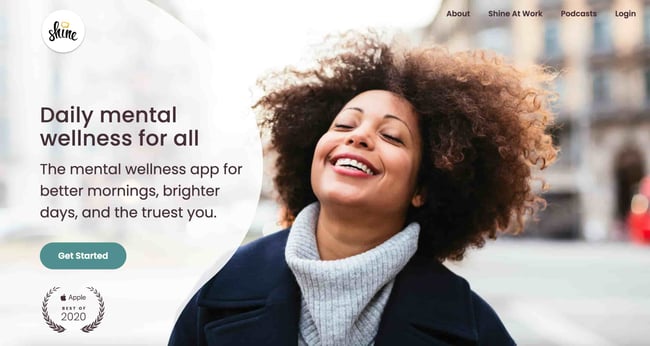 shine
About Shine At Work Podcasts Login
Daily mental
wellness for all
The mental wellness app for
better mornings, brighter
days, and the truest you.
Get Started
Apple
BEST OF
2020